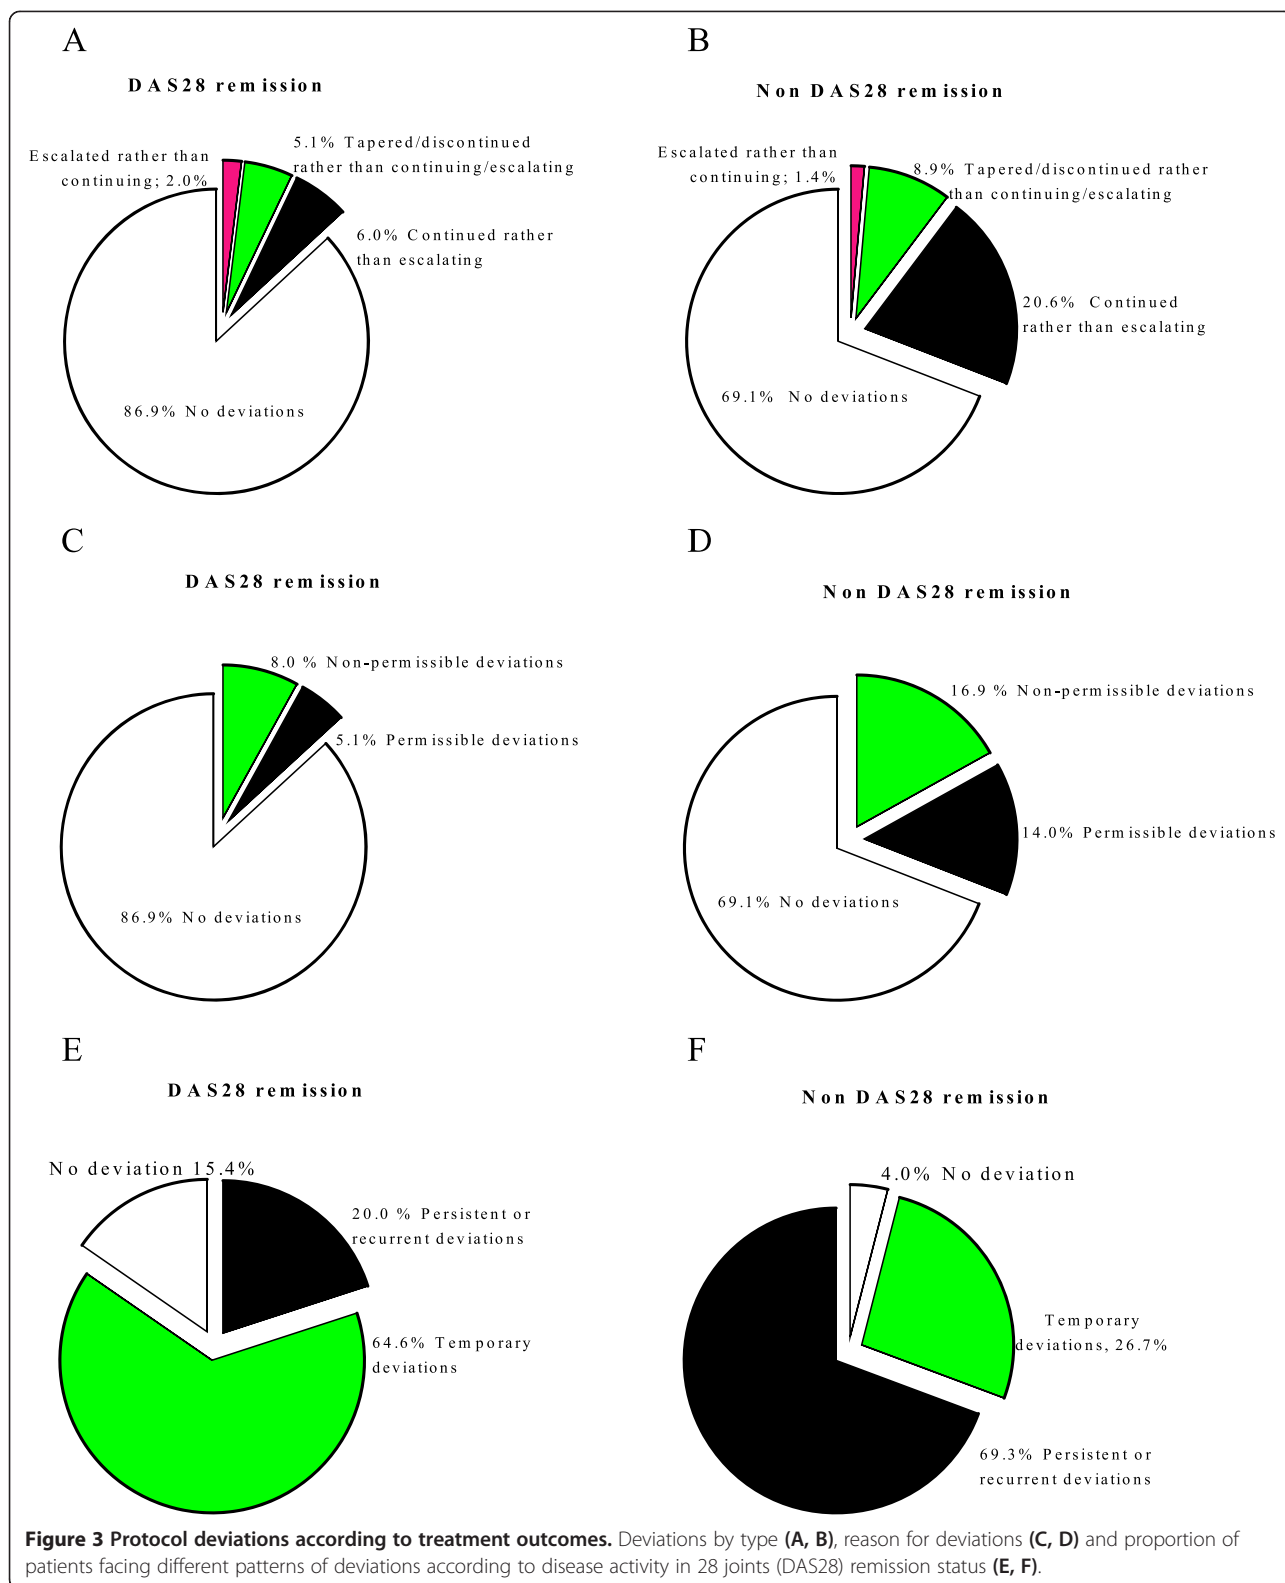 A
DAS28 remission
Escalated rather than
continuing; 2.0%
5.1% Tapered/discontinued
rather than continuing/escalating
6.0% Continued rather
than escalating
86.9% No deviations
B
Non DAS28 remission
Escalated rather than
continuing; 1.4%
8.9% Tapered/discontinued rather
than continuing/escalating
20.6% Continued
rather than escalating
69.1% No deviations
C
DAS28 remission
8.0 % Non-permissible deviations
5.1% Permissible deviations
86.9% No deviations
D
Non DAS28 remission
16.9 % Non-permissible deviations
14.0% Permissible deviations
69.1% No deviations
E
DAS28 remission
No deviation 15.4%
20.0 % Persistent or
recurrent deviations
64.6% Temporary
deviations
F
Non DAS28 remission
4.0% No deviation
Temporary
deviations, 26.7%
69.3% Persistent or
recurrent deviations
Figure 3 Protocol deviations according to treatment outcomes. Deviations by type (A, B), reason for deviations (C, D) and proportion of
patients facing different patterns of deviations according to disease activity in 28 joints (DAS28) remission status (E, F).